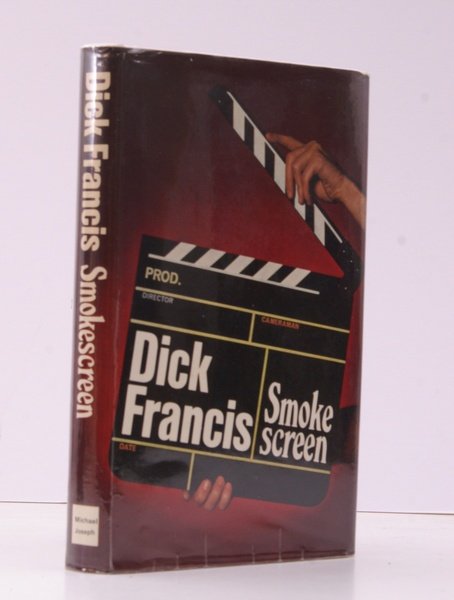 Dick Francis Smokescreen
Michael
Joseph
PROD.
DIRECTOR
CAMERAMAN
Dick
Francis
Smoke
screen
DATE